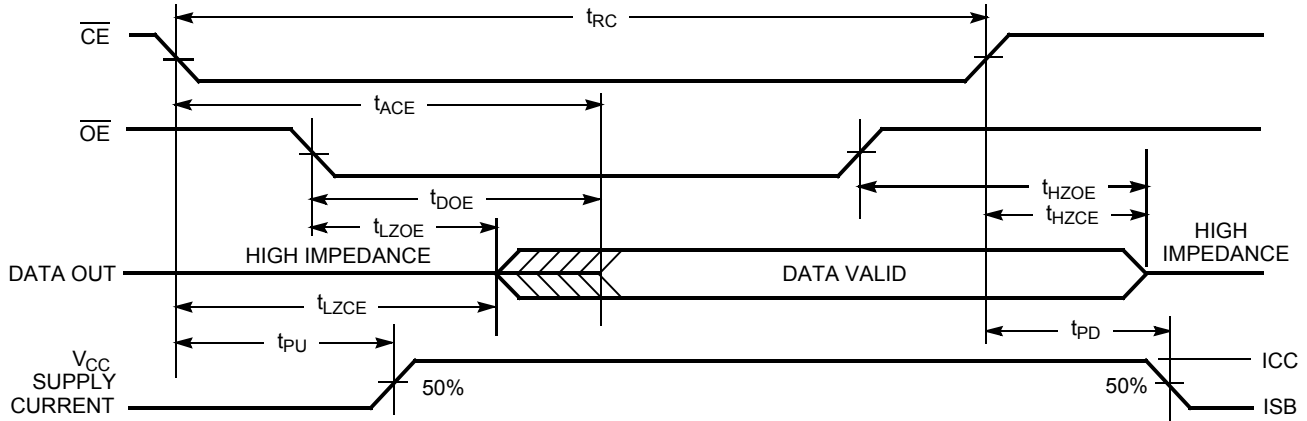 tRC
CE
tACE
OE
tDOE
tHZOE
tLZOE
tHZCE
HIGH IMPEDANCE
HIGH
IMPEDANCE
DATA OUT
DATA VALID
tLZCE
tPU
tPD
VCC
SUPPLY
CURRENT
50%
50%
ICC
ISB